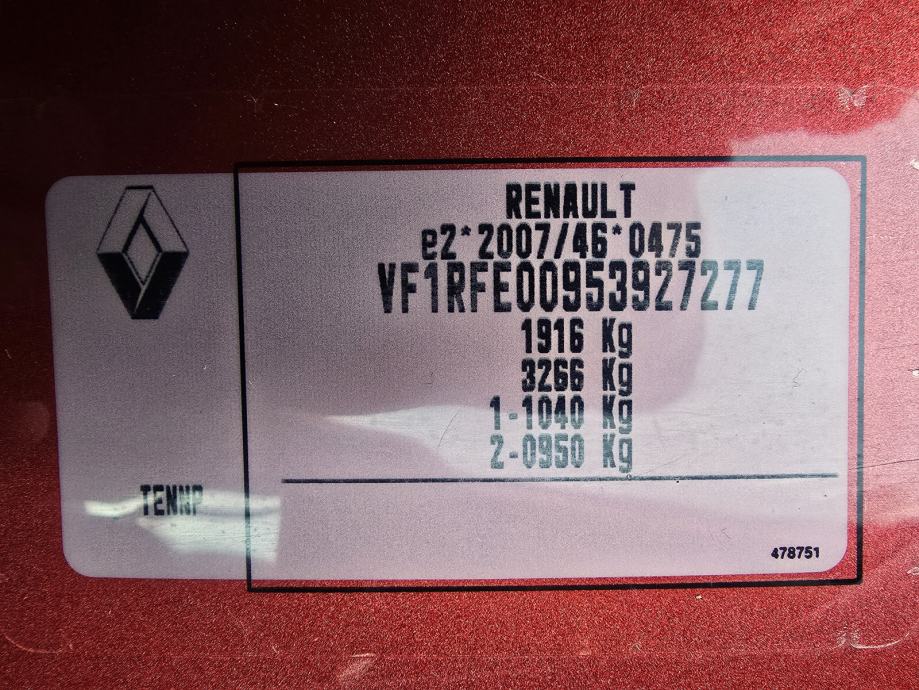 RENAULT
e2*2007/46*0475
VF1RFE00953927277
1916 Kg
3266 Kg
1-1040 Kg
2-0950 Kg
TENNP
478751